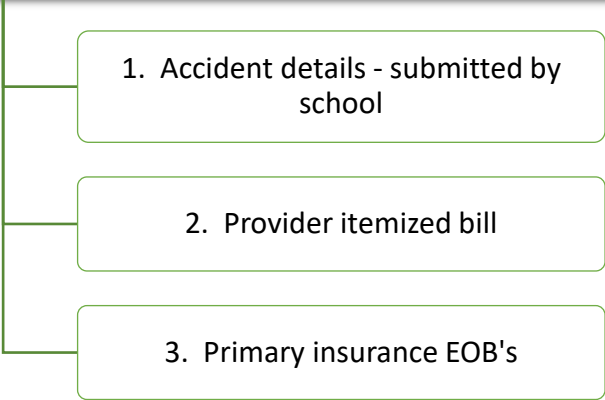 1. Accident details - submitted by
school
2. Provider itemized bill
3. Primary insurance EOB's